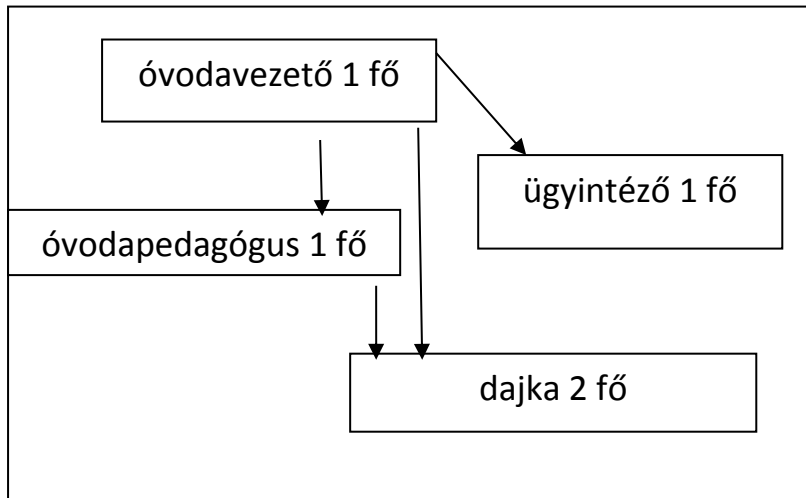 óvodavezető 1 fő
ügyintéző 1 fő
óvodapedagógus 1 fő
dajka 2 fő